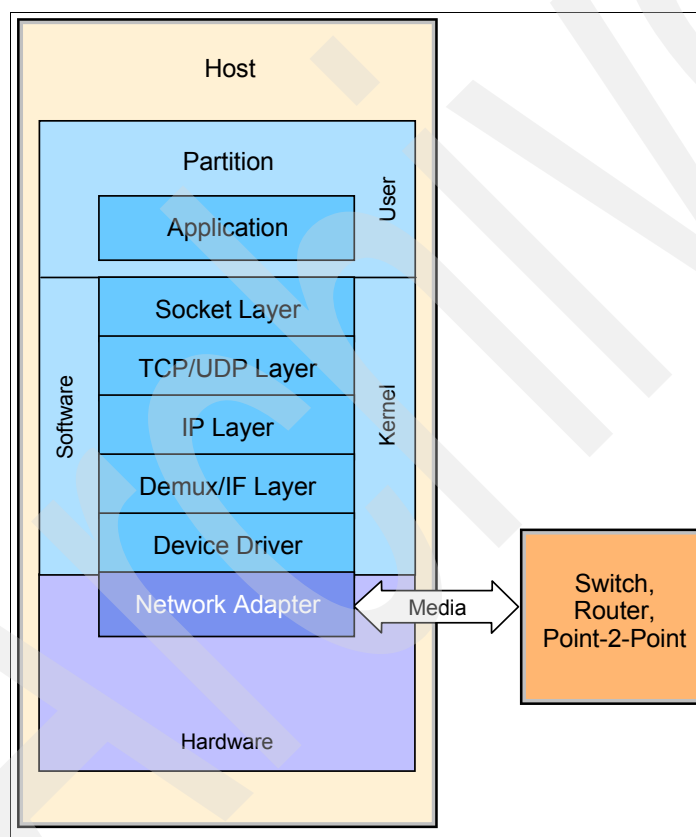 Host
Partition
User
Application
Socket Layer
TCP/UDP Layer
IP Layer
Demux/IF Layer
Device Driver
Software
Kernel
Network Adapter
Media
Switch,
Router,
Point-2-Point
Hardware